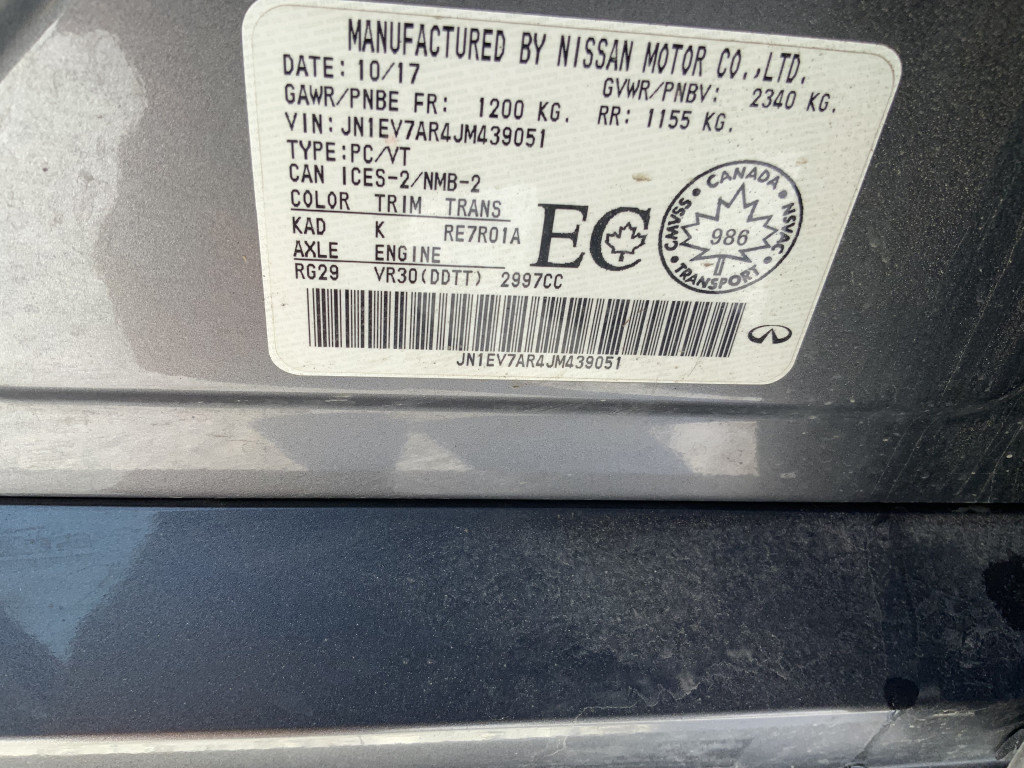 MANUFACTURED BY NISSAN MOTOR CO.,LTD.
DATE: 10/17 GVWR/PNBV: 2340 KG.
GAWR/PNBE FR: 1200 KG. RR: 1155 KG.
VIN: JN1EV7AR4JM439051
TYPE:PC/VT
CAN ICES-2/NMB-2
COLOR TRIM TRANS
KAD K RE7R01A
AXLE ENGINE
RG29 VR30(DDTT) 2997CC
EC
CANADA
CMVSS 986 NSVAC
TRANSPORT
JN1EV7AR4JM439051